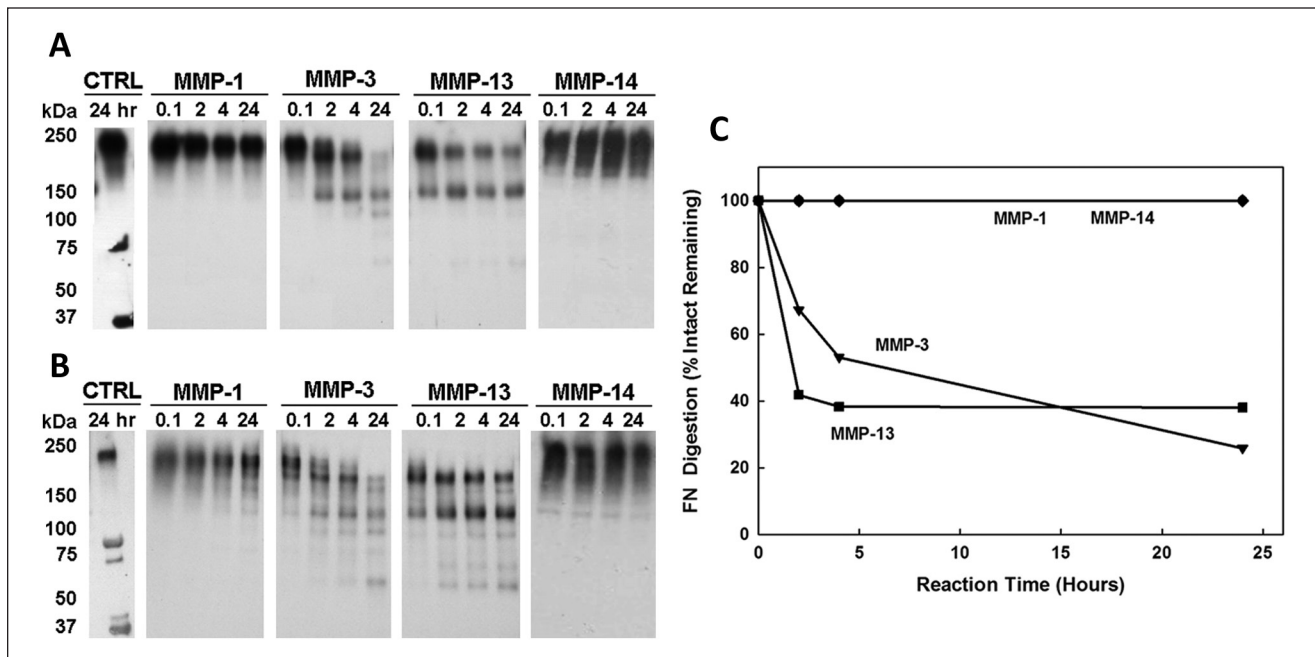 A
CTRL MMP-1 MMP-3 MMP-13 MMP-14
kDa 24 hr 0.1 2 4 24 0.1 2 4 24 0.1 2 4 24 0.1 2 4 24
250
150
100
75
50
37
B
CTRL MMP-1 MMP-3 MMP-13 MMP-14
kDa 24 hr 0.1 2 4 24 0.1 2 4 24 0.1 2 4 24 0.1 2 4 24
250
150
100
75
50
37
C
FN Digestion (% Intact Remaining)
100
80
60
40
20
0
MMP-1 MMP-14
MMP-3
MMP-13
0 5 10 15 20 25
Reaction Time (Hours)